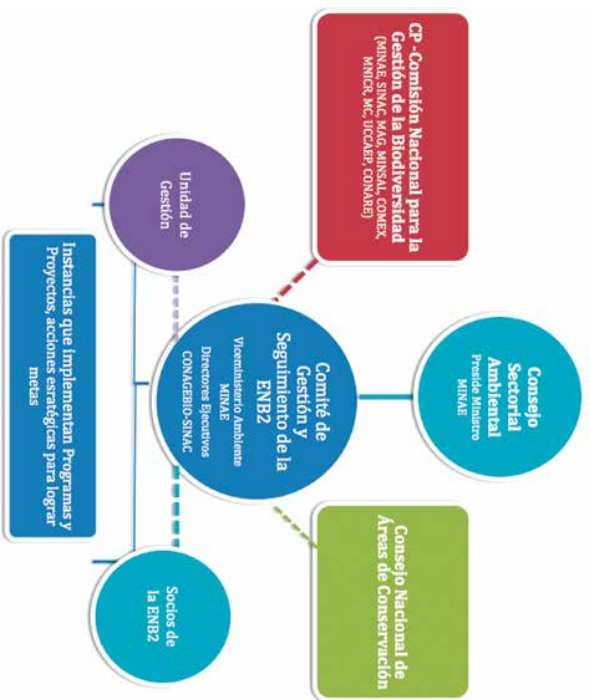 CP -Comisión Nacional para la
Gestión de la Biodiversidad
(MINAE, SINAC, MAG, MINSAL, COMEX,
MNICR, MC, UCCAEP, CONARE)
Consejo
Sectorial
Ambiental
Preside Ministro
MINAE
Consejo Nacional de
Áreas de Conservación
Comité de
Gestión y
Seguimiento de la
ENB2
Viceministerio Ambiente
MINAE
Directores Ejecutivos
CONAGEBIO-SINAC
Unidad de
Gestión
Socios de
la ENB2
Instancias que implementan Programas y
Proyectos, acciones esratégicas para lograr
metas